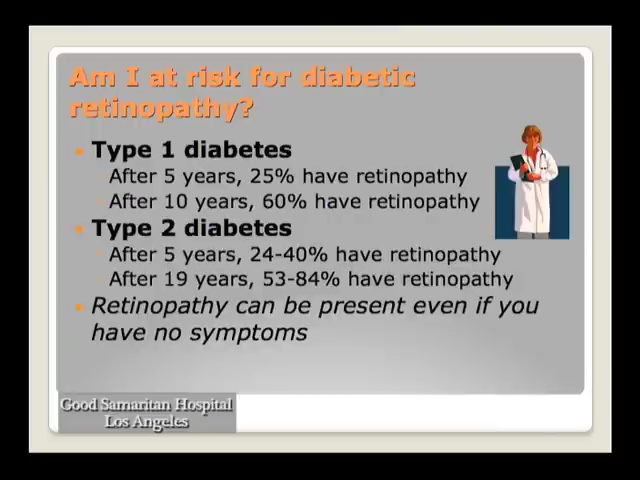 Am I at risk for diabetic
retinopathy?
Type 1 diabetes
After 5 years, 25% have retinopathy
After 10 years, 60% have retinopathy
Type 2 diabetes
After 5 years, 24-40% have retinopathy
After 19 years, 53-84% have retinopathy
Retinopathy can be present even if you
have no symptoms
Good Samaritan Hospital
Los Angeles